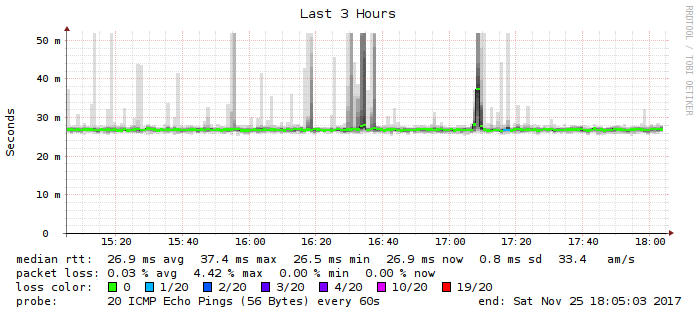 Last 3 Hours
RRDTOOL / TOBI OETIKER
Seconds
50 m
40 m
30 m
20 m
10 m
0
15:20 15:40 16:00 16:20 16:40 17:00 17:20 17:40 18:00
median rtt: 26.9 ms avg 37.4 ms max 26.5 ms min 26.9 ms now 0.8 ms sd 33.4 am/s
packet loss: 0.03 % avg 4.42 % max 0.00 % min 0.00 % now
loss color: 0 1/20 2/20 3/20 4/20 10/20 19/20
probe: 20 ICMP Echo Pings (56 Bytes) every 60s end: Sat Nov 25 18:05:03 2017